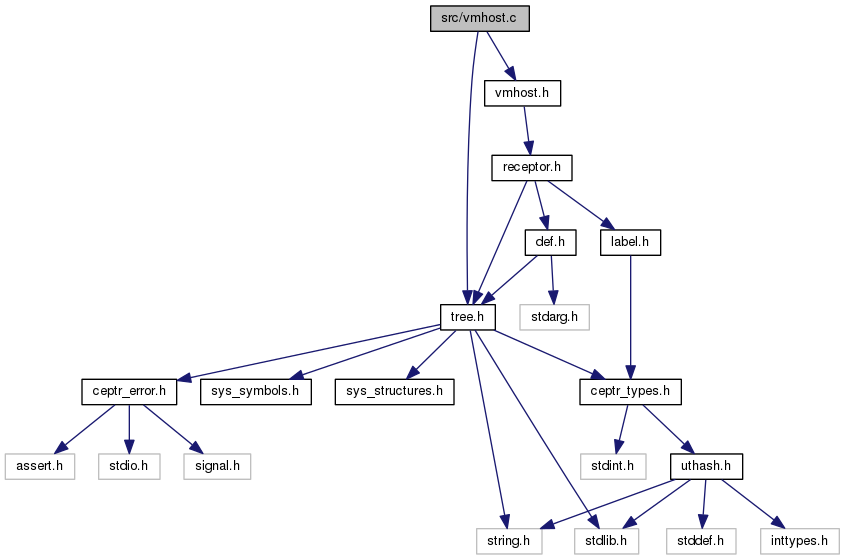 src/vmhost.c
vmhost.h
receptor.h
def.h
label.h
tree.h
stdarg.h
ceptr_error.h
sys_symbols.h
sys_structures.h
ceptr_types.h
assert.h
stdio.h
signal.h
stdint.h
uthash.h
string.h
stdlib.h
stddef.h
inttypes.h